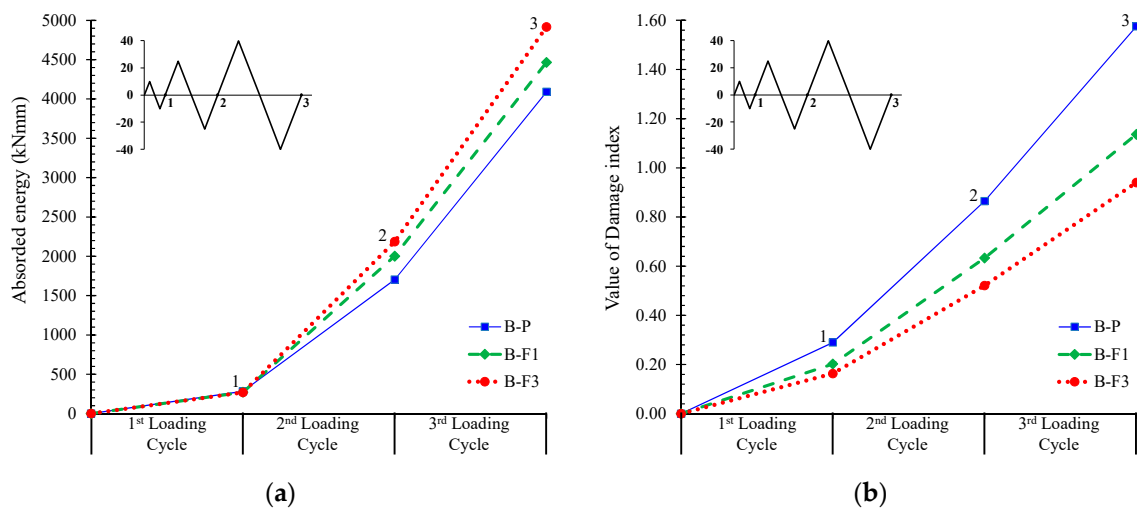 5000
4500
4000
3500
3000
2500
2000
1500
1000
500
0
Absorded energy (kNmm)
40
20
0
-20
-40
1
2
3
1
2
3
B-P
B-F1
B-F3
1st Loading
Cycle
2nd Loading
Cycle
3rd Loading
Cycle
(a)
1.60
1.40
1.20
1.00
0.80
0.60
0.40
0.20
0.00
Value of Damage index
40
20
0
-20
-40
1
2
3
1
2
3
B-P
B-F1
B-F3
1st Loading
Cycle
2nd Loading
Cycle
3rd Loading
Cycle
(b)